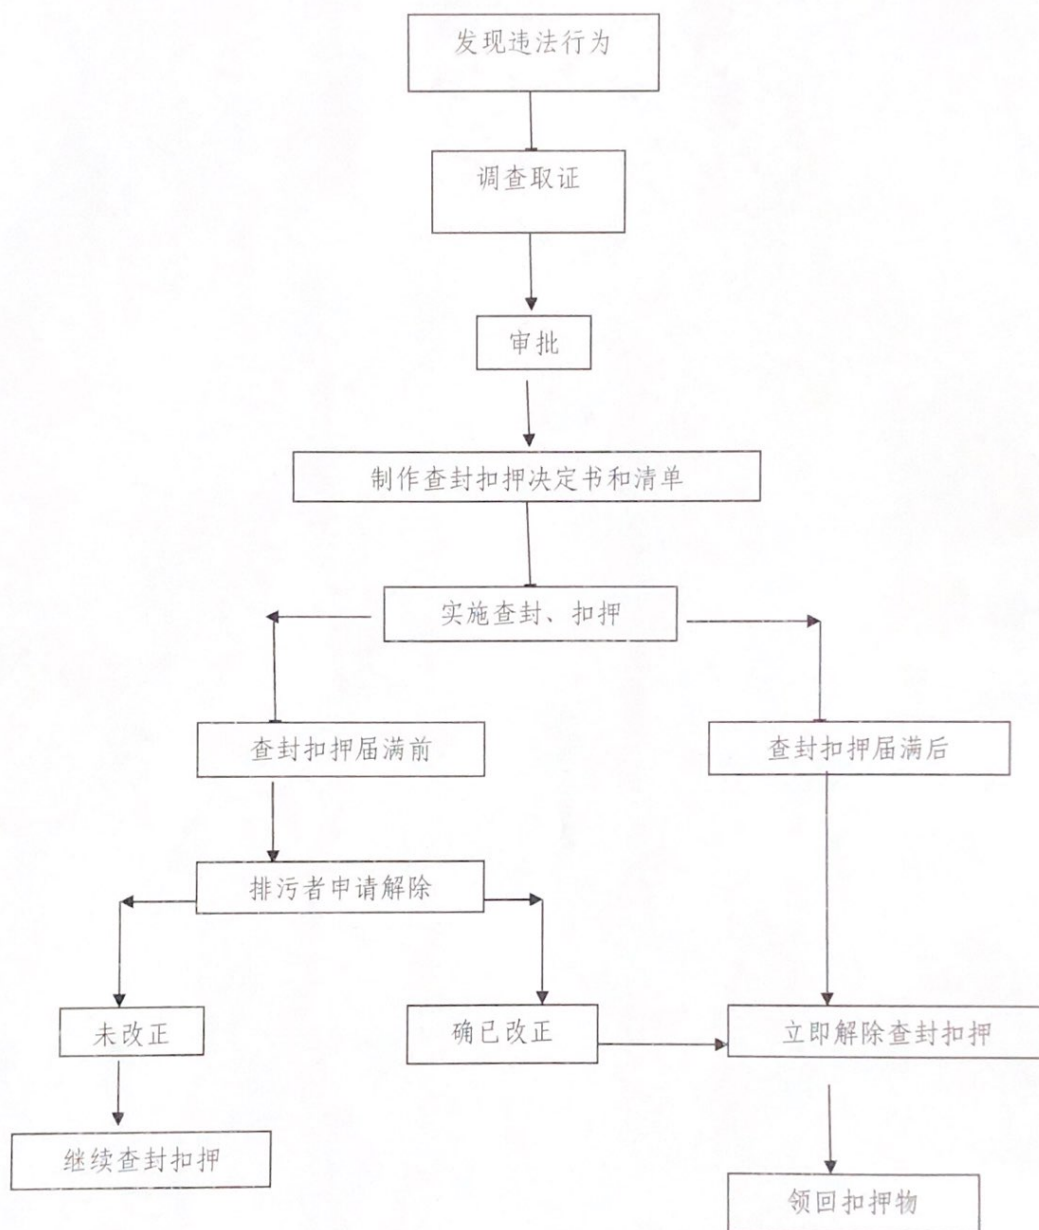 发现违法行为
调查取证
审批
制作查封扣押决定书和清单
实施查封、扣押
查封扣押届满前
查封扣押届满后
排污者申请解除
未改正
确已改正
立即解除查封扣押
继续查封扣押
领回扣押物